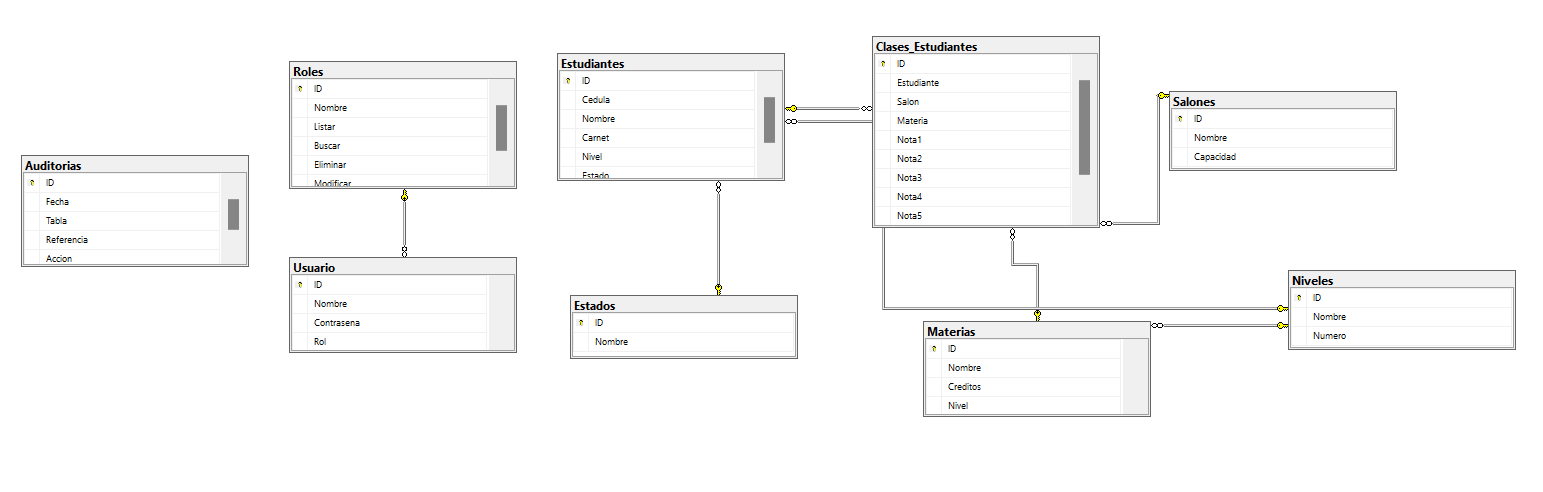 Auditorias
ID
Fecha
Tabla
Referencia
Accion
Roles
ID
Nombre
Listar
Buscar
Eliminar
Modificar
Usuario
ID
Nombre
Contrasena
Rol
Estudiantes
ID
Cedula
Nombre
Carnet
Nivel
Estado
Estados
ID
Nombre
Clases_Estudiantes
ID
Estudiante
Salon
Materia
Nota1
Nota2
Nota3
Nota4
Nota5
Materias
ID
Nombre
Creditos
Nivel
Salones
ID
Nombre
Capacidad
Niveles
ID
Nombre
Numero